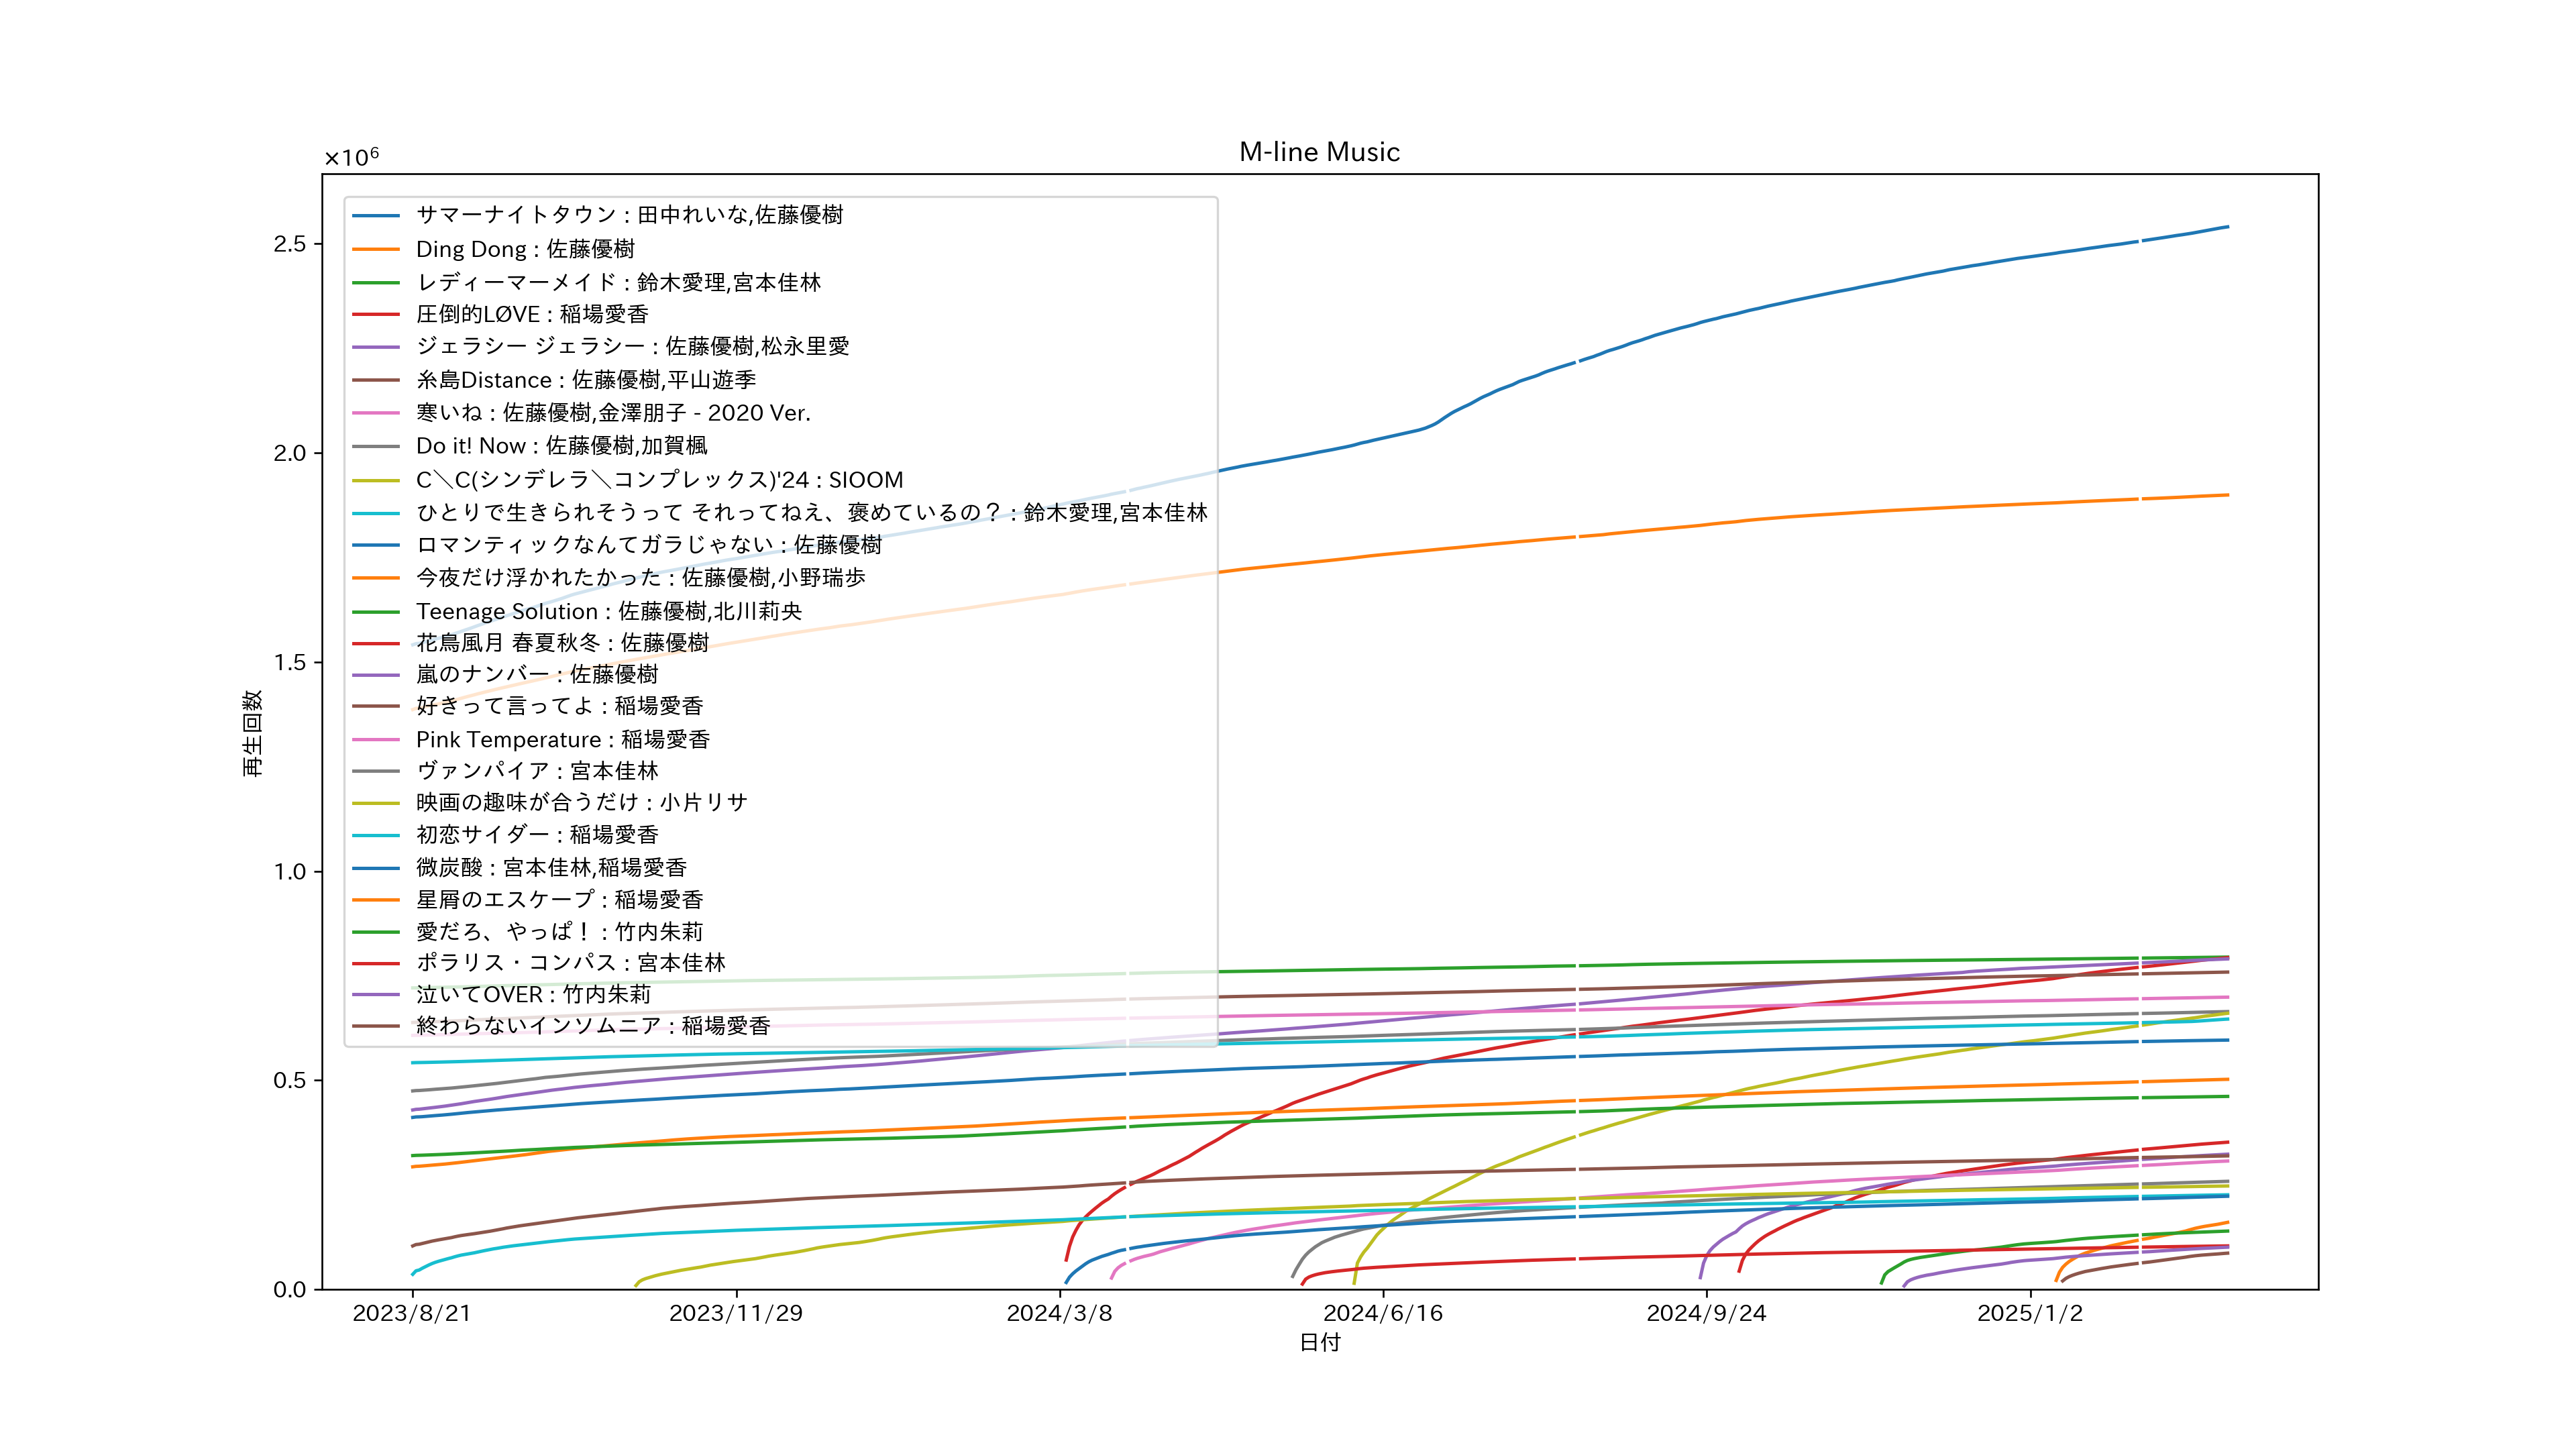 M-line Music
×10⁶
2.5
2.0
1.5
1.0
0.5
0.0
再生回数
サマーナイトタウン : 田中れいな,佐藤優樹
Ding Dong : 佐藤優樹
レディーマーメイド : 鈴木愛理,宮本佳林
圧倒的LØVE : 稲場愛香
ジェラシー ジェラシー : 佐藤優樹,松永里愛
糸島Distance : 佐藤優樹,平山遊季
寒いね : 佐藤優樹,金澤朋子 - 2020 Ver.
Do it! Now : 佐藤優樹,加賀楓
C＼C(シンデレラ＼コンプレックス)'24 : SIOOM
ひとりで生きられそうって それってねえ、褒めているの？ : 鈴木愛理,宮本佳林
ロマンティックなんてガラじゃない : 佐藤優樹
今夜だけ浮かれたかった : 佐藤優樹,小野瑞歩
Teenage Solution : 佐藤優樹,北川莉央
花鳥風月 春夏秋冬 : 佐藤優樹
嵐のナンバー : 佐藤優樹
好きって言ってよ : 稲場愛香
Pink Temperature : 稲場愛香
ヴァンパイア : 宮本佳林
映画の趣味が合うだけ : 小片リサ
初恋サイダー : 稲場愛香
微炭酸 : 宮本佳林,稲場愛香
星屑のエスケープ : 稲場愛香
愛だろ、やっぱ！ : 竹内朱莉
ポラリス・コンパス : 宮本佳林
泣いてOVER : 竹内朱莉
終わらないインソムニア : 稲場愛香
2023/8/21 2023/11/29 2024/3/8 2024/6/16 2024/9/24 2025/1/2
日付